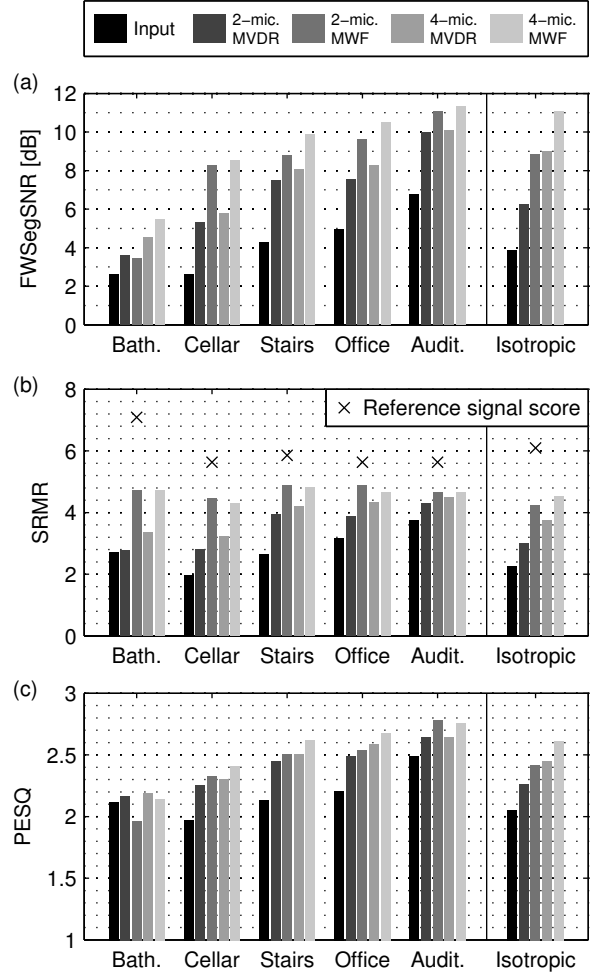 Input
2-mic. MVDR
2-mic. MWF
4-mic. MVDR
4-mic. MWF
(a)
FWSegSNR [dB]
12
10
8
6
4
2
0
Bath. Cellar Stairs Office Audit. Isotropic
(b)
SRMR
8
6
4
2
0
× Reference signal score
Bath. Cellar Stairs Office Audit. Isotropic
(c)
PESQ
3
2.5
2
1.5
1
Bath. Cellar Stairs Office Audit. Isotropic